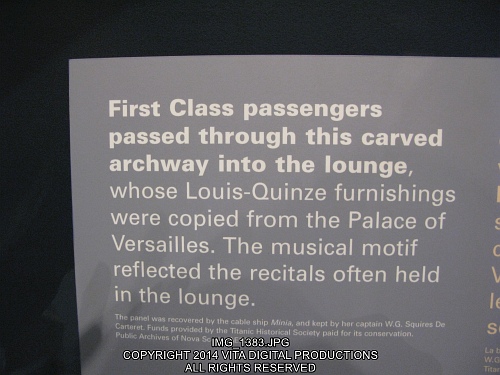 First Class passengers
passed through this carved
archway into the lounge,
whose Louis-Quinze furnishings
were copied from the Palace of
Versailles. The musical motif
reflected the recitals often held
in the lounge.
The panel was recovered by the cable ship Minia, and kept by her captain W.G. Squires De
Carteret. Funds provided by the Titanic Historical Society paid for its conservation.
Public Archives of Nova
La
W.G
Tita
IMG_1383.JPG
COPYRIGHT 2014 VITA DIGITAL PRODUCTIONS
ALL RIGHTS RESERVED